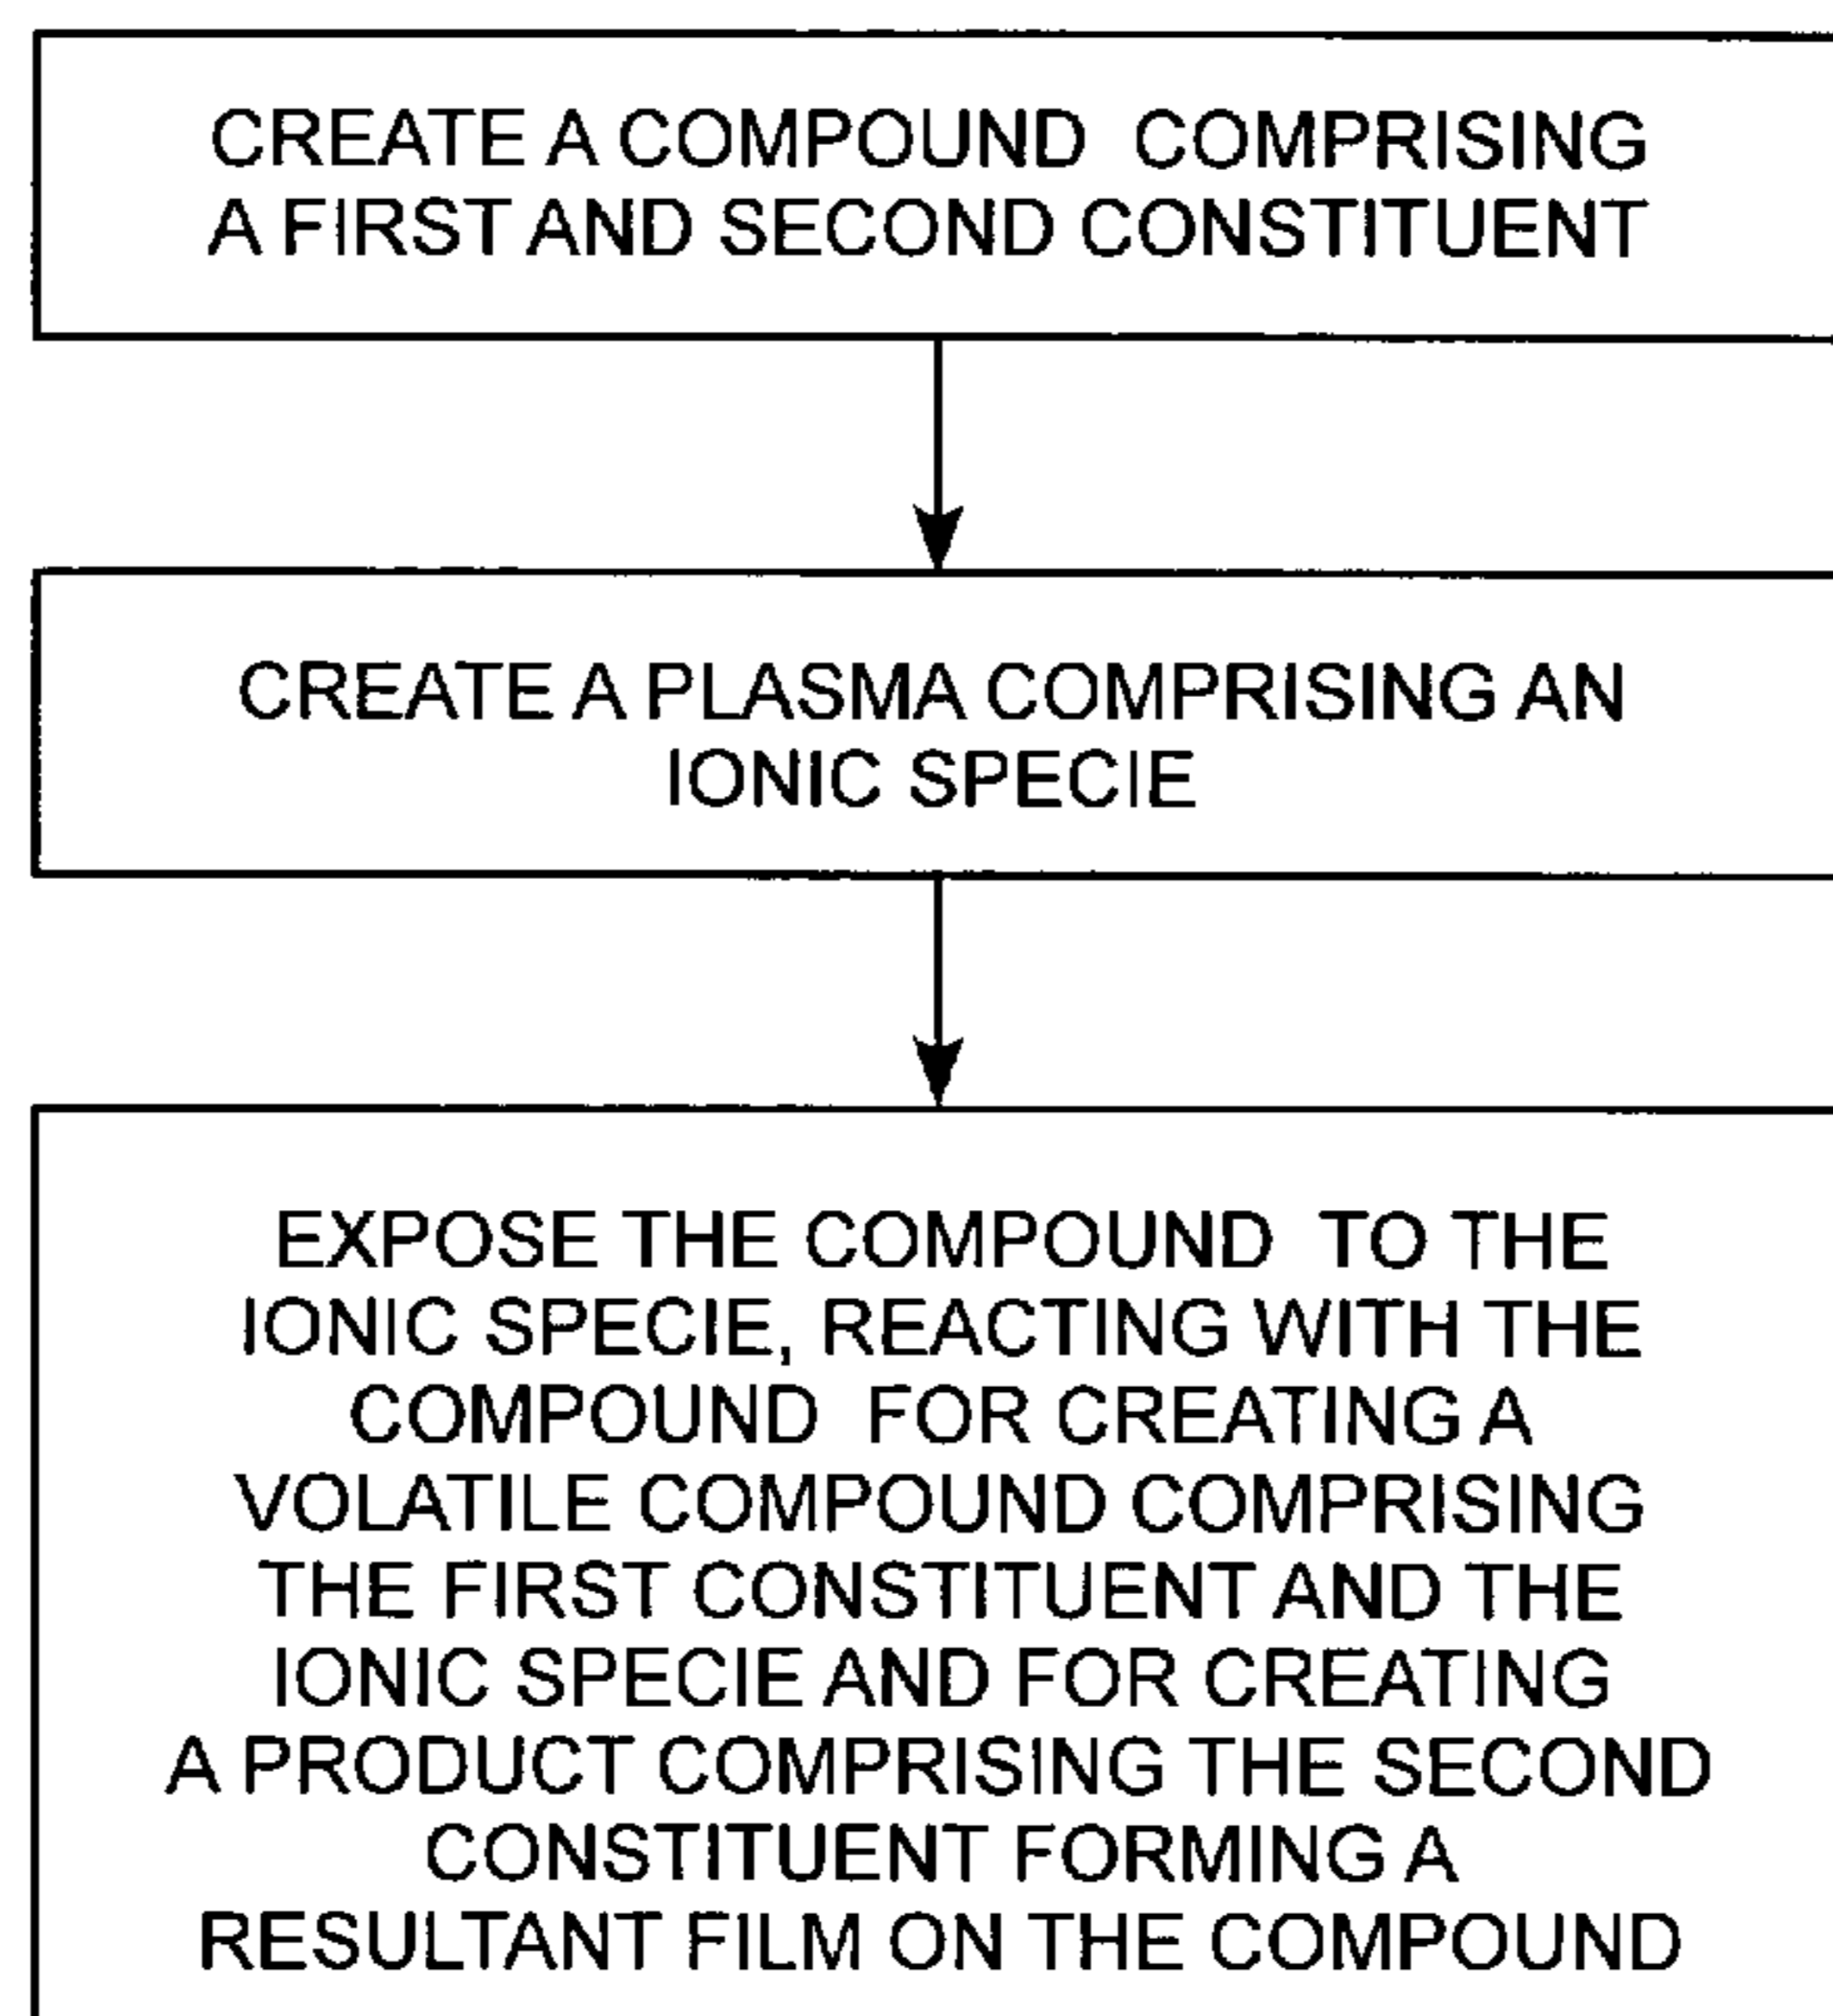 CREATE A COMPOUND COMPRISING
A FIRST AND SECOND CONSTITUENT
CREATE A PLASMA COMPRISING AN
IONIC SPECIE
EXPOSE THE COMPOUND TO THE
IONIC SPECIE, REACTING WITH THE
COMPOUND FOR CREATING A
VOLATILE COMPOUND COMPRISING
THE FIRST CONSTITUENT AND THE
IONIC SPECIE AND FOR CREATING
A PRODUCT COMPRISING THE SECOND
CONSTITUENT FORMING A
RESULTANT FILM ON THE COMPOUND